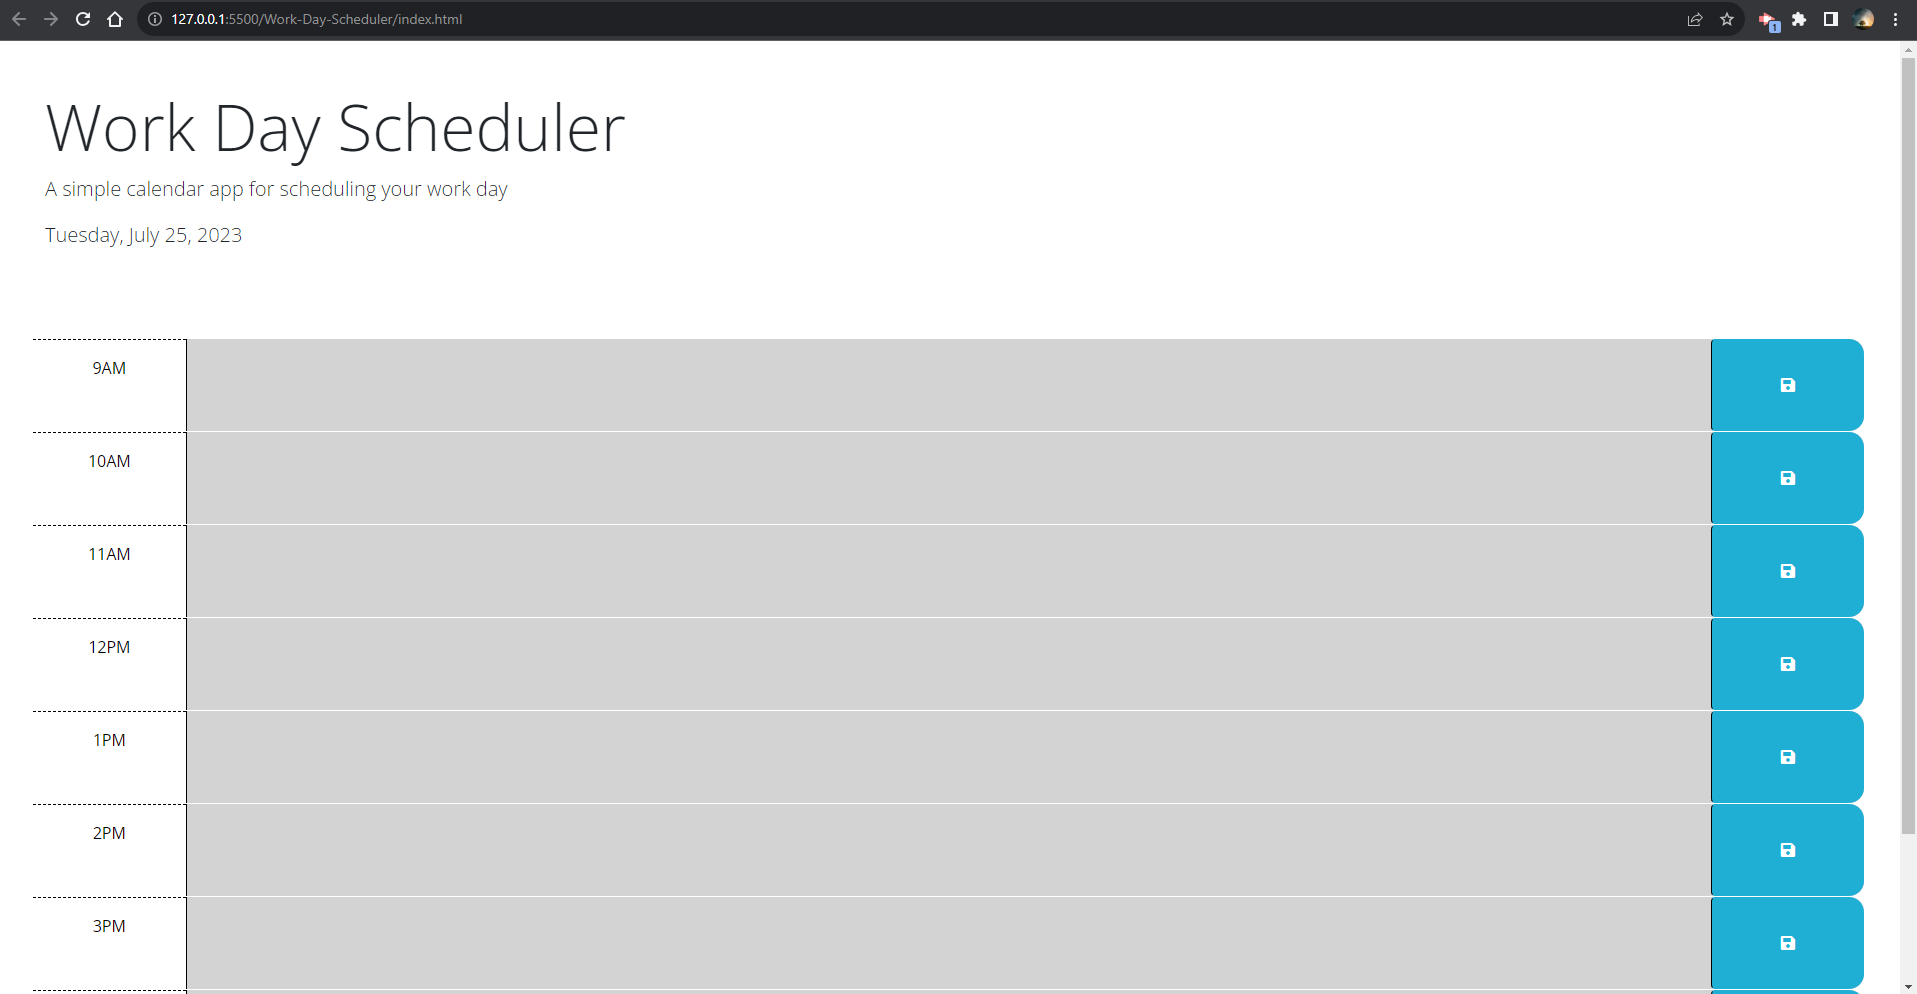 127.0.0.1:5500/Work-Day-Scheduler/index.html
1
Work Day Scheduler
A simple calendar app for scheduling your work day
Tuesday, July 25, 2023
9AM
10AM
11AM
12PM
1PM
2PM
3PM